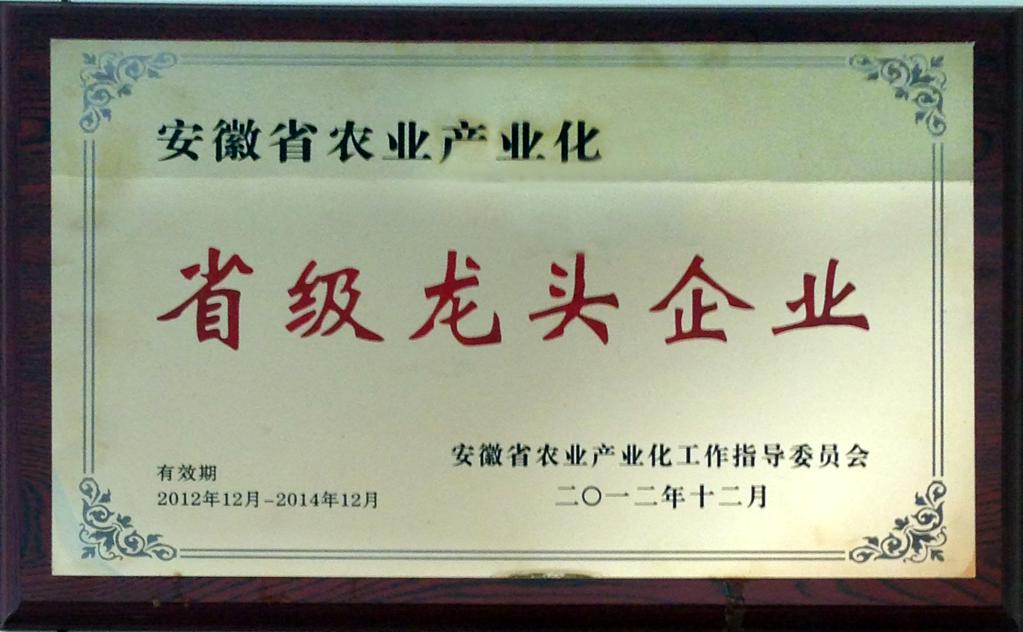 安徽省农业产业化
省级龙头企业
有效期
2012年12月-2014年12月
安徽省农业产业化工作指导委员会
二〇一二年十二月